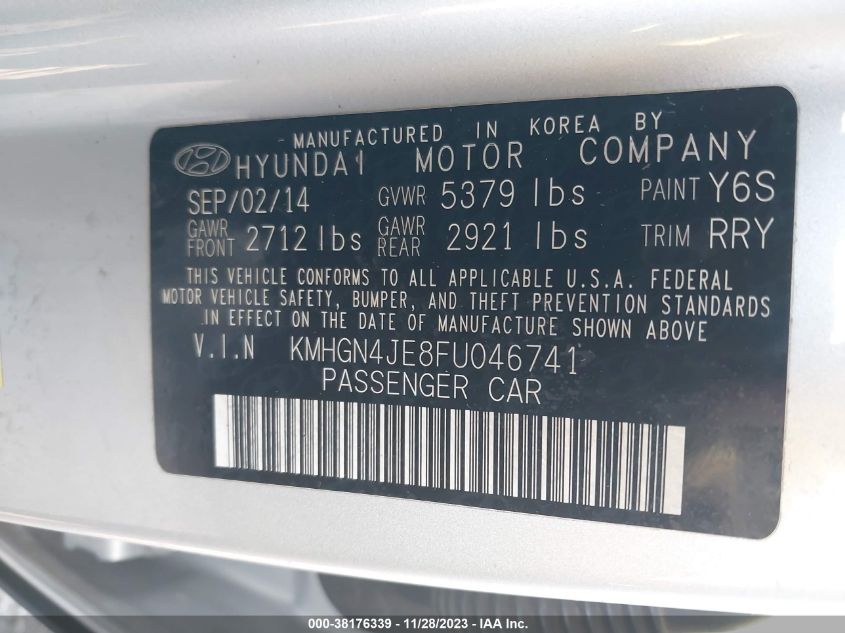 MANUFACTURED IN KOREA BY
HYUNDAI MOTOR COMPANY
SEP/02/14 GVWR 5379 lbs PAINT Y6S
GAWR FRONT 2712 lbs GAWR REAR 2921 lbs TRIM RRY
THIS VEHICLE CONFORMS TO ALL APPLICABLE U.S.A. FEDERAL
MOTOR VEHICLE SAFETY, BUMPER, AND THEFT PREVENTION STANDARDS
IN EFFECT ON THE DATE OF MANUFACTURE SHOWN ABOVE
V.I.N KMHGN4JE8FU046741
PASSENGER CAR
000-38176339 - 11/28/2023 - IAA Inc.